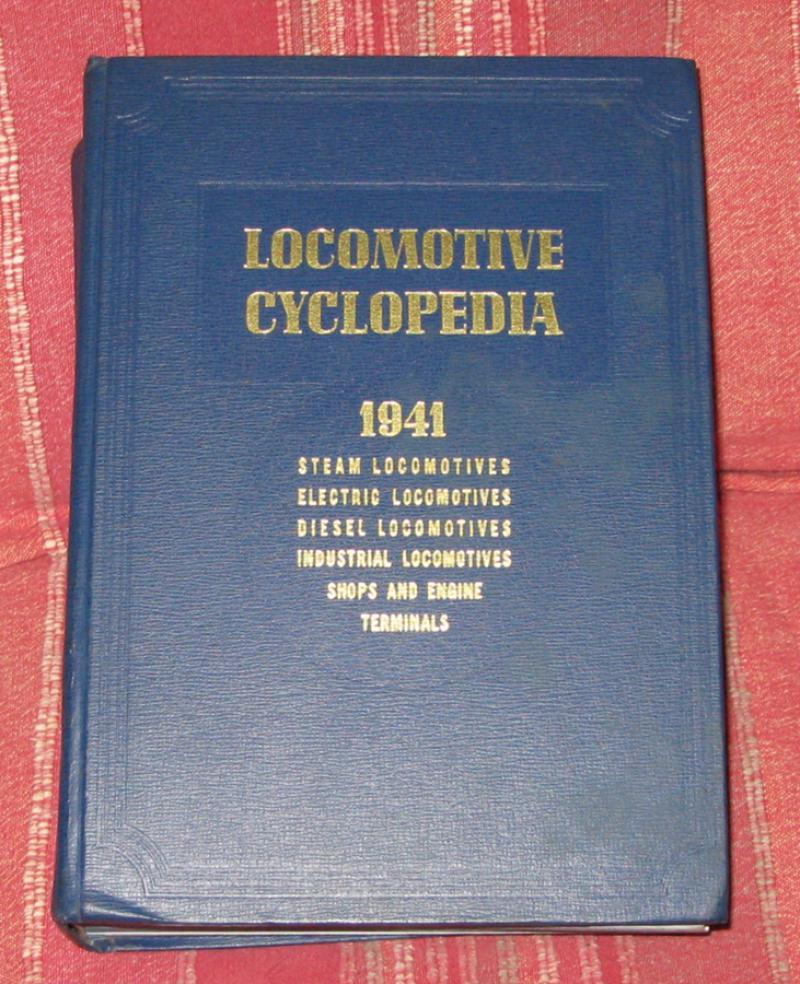 LOCOMOTIVE
CYCLOPEDIA
1941
STEAM LOCOMOTIVES
ELECTRIC LOCOMOTIVES
DIESEL LOCOMOTIVES
INDUSTRIAL LOCOMOTIVES
SHOPS AND ENGINE
TERMINALS